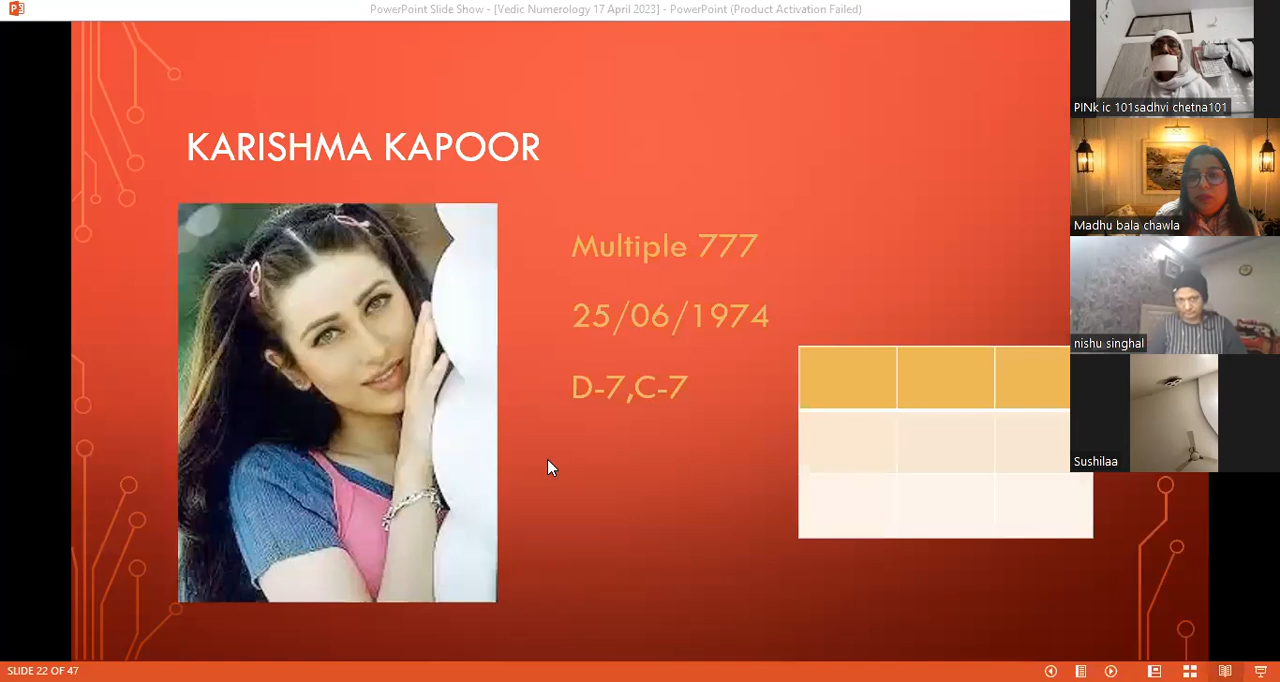 PowerPoint Slide Show - [Vedic Numerology 17 April 2023] - PowerPoint (Product Activation Failed)
KARISHMA KAPOOR
Multiple 777
25/06/1974
D-7,C-7
PINk ic 101sadhvi chetna101
Madhu bala chawla
nishu singhal
Sushilaa
SLIDE 22 OF 47